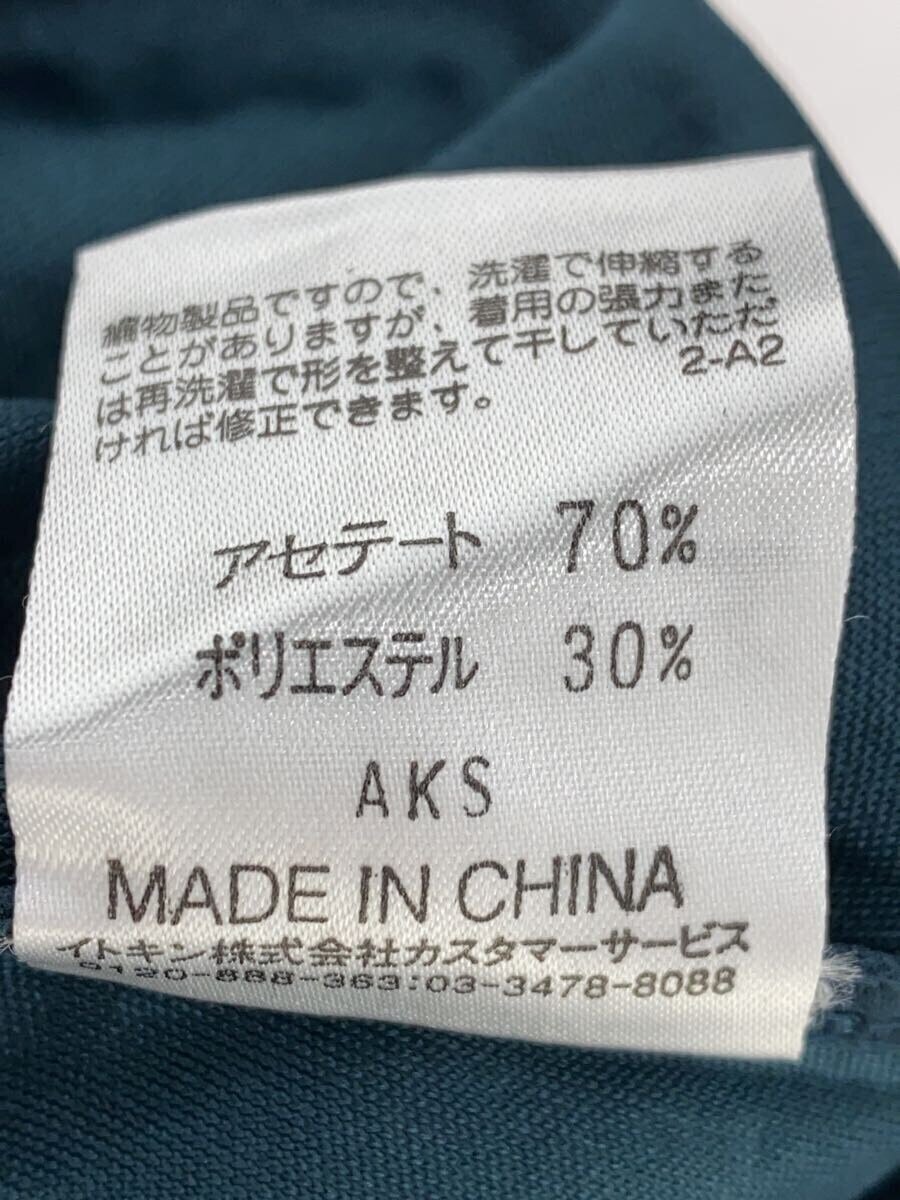 編物製品ですので、洗濯で伸縮する
ことがありますが、着用の張力また
は再洗濯で形を整えて干していただ
ければ修正できます。
2-A2
アセテート 70%
ポリエステル 30%
AKS
MADE IN CHINA
イトキン株式会社カスタマーサービス
0120-888-363:03-3478-8088